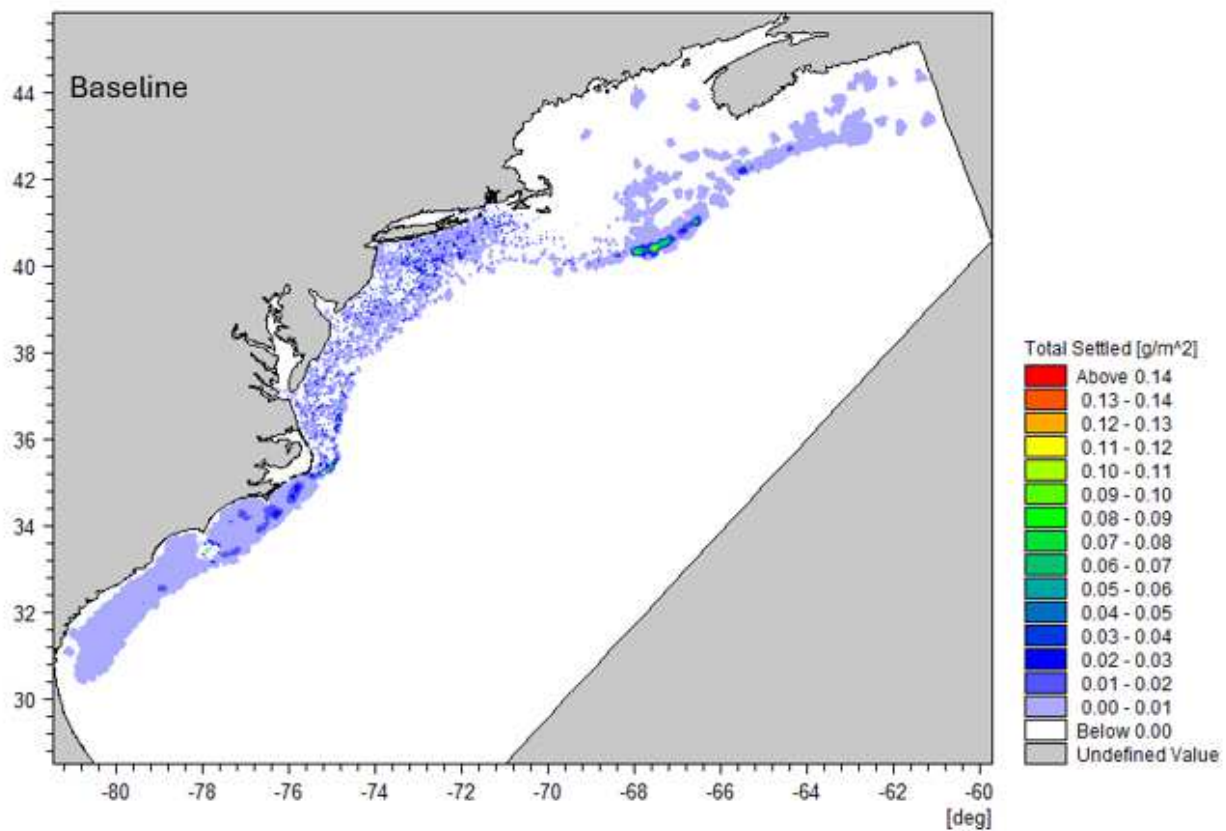 Baseline
44
42
40
38
36
34
32
30
-80
-78
-76
-74
-72
-70
-68
-66
-64
-62
-60
[deg]
Total Settled [g/m^2]
Above 0.14
0.13 - 0.14
0.12 - 0.13
0.11 - 0.12
0.10 - 0.11
0.09 - 0.10
0.08 - 0.09
0.07 - 0.08
0.06 - 0.07
0.05 - 0.06
0.04 - 0.05
0.03 - 0.04
0.02 - 0.03
0.01 - 0.02
0.00 - 0.01
Below 0.00
Undefined Value